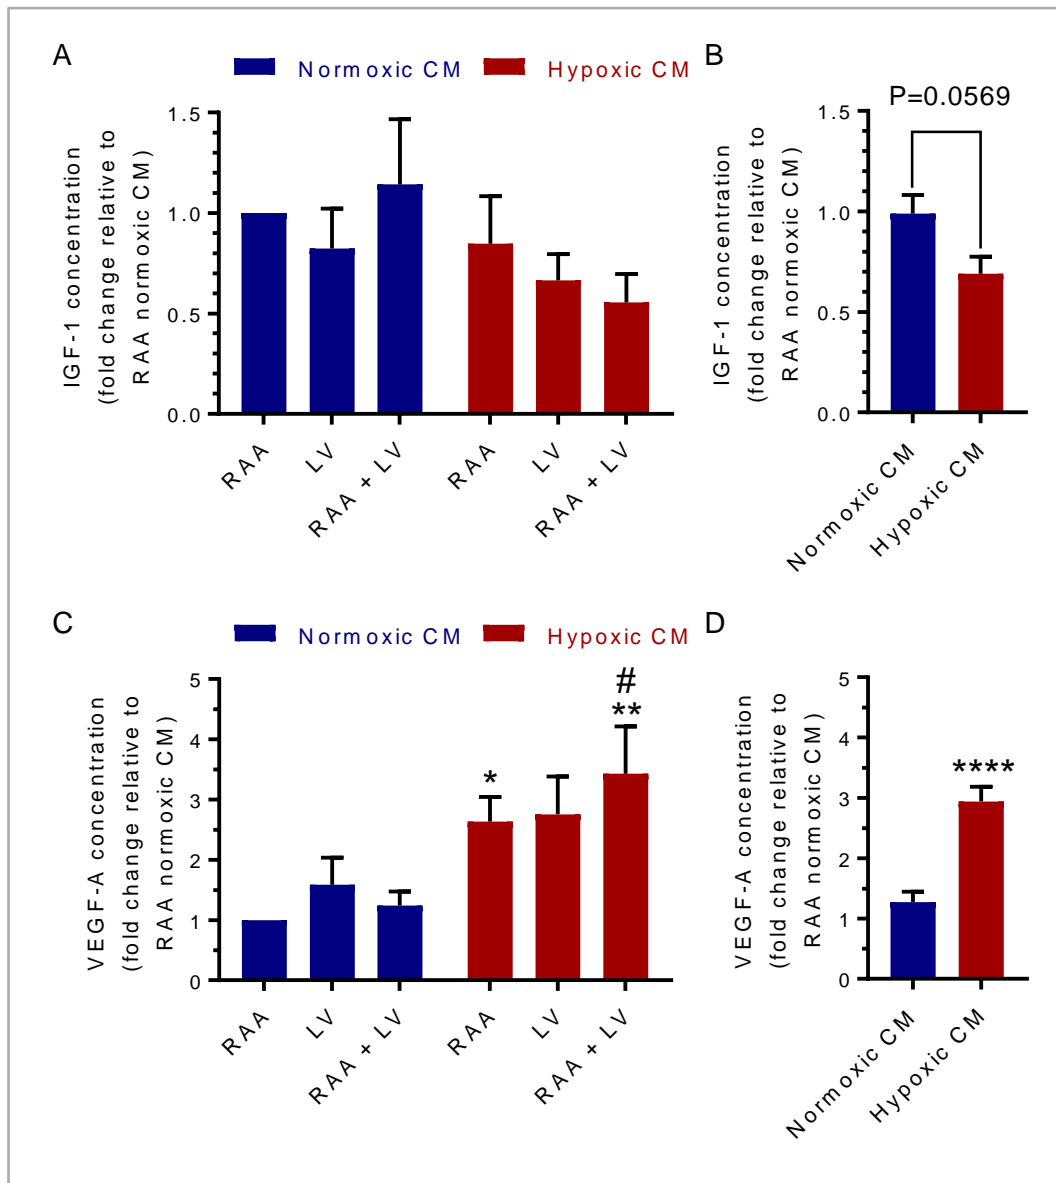 A
Normoxic CM
Hypoxic CM
IGF-1 concentration
(fold change relative to
RAA normoxic CM)
1.5
1.0
0.5
0.0
RAA
LV
RAA + LV
RAA
LV
RAA + LV
B
P=0.0569
IGF-1 concentration
(fold change relative to
RAA normoxic CM)
1.5
1.0
0.5
0.0
Normoxic CM
Hypoxic CM
C
Normoxic CM
Hypoxic CM
VEGF-A concentration
(fold change relative to
RAA normoxic CM)
5
4
3
2
1
0
*
#
**
RAA
LV
RAA + LV
RAA
LV
RAA + LV
D
VEGF-A concentration
(fold change relative to
RAA normoxic CM)
5
4
3
2
1
0
****
Normoxic CM
Hypoxic CM